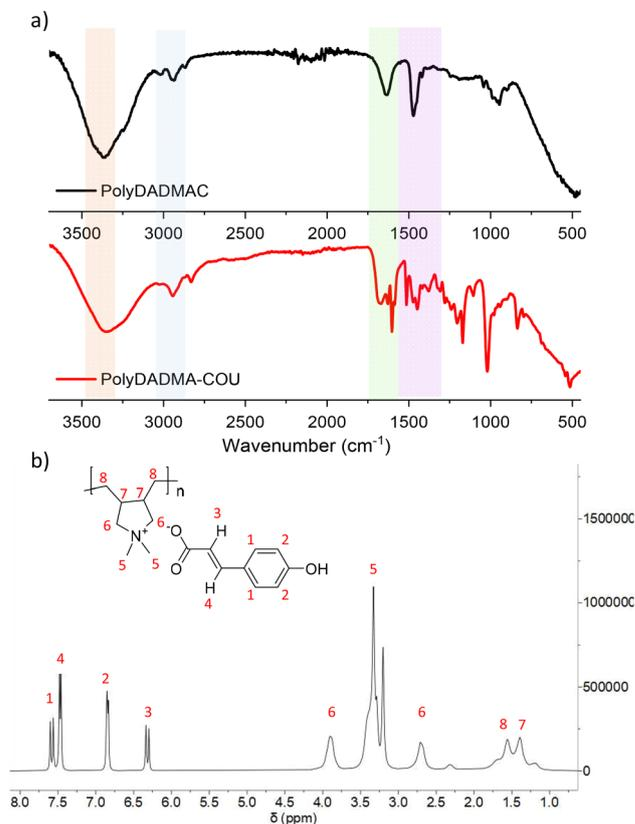 a)
PolyDADMAC
3500 3000 2500 2000 1500 1000 500
PolyDADMA-COU
3500 3000 2500 2000 1500 1000 500
Wavenumber (cm⁻¹)
b)
8 8
n
7 7
6 6 ⁻O 3
H
N⁺ 1 2
5 5 O OH
H
4 1 2
5
4
1 2 3
6 6 8 7
1500000
1000000
500000
0
8.0 7.5 7.0 6.5 6.0 5.5 5.0 4.5 4.0 3.5 3.0 2.5 2.0 1.5 1.0
δ (ppm)